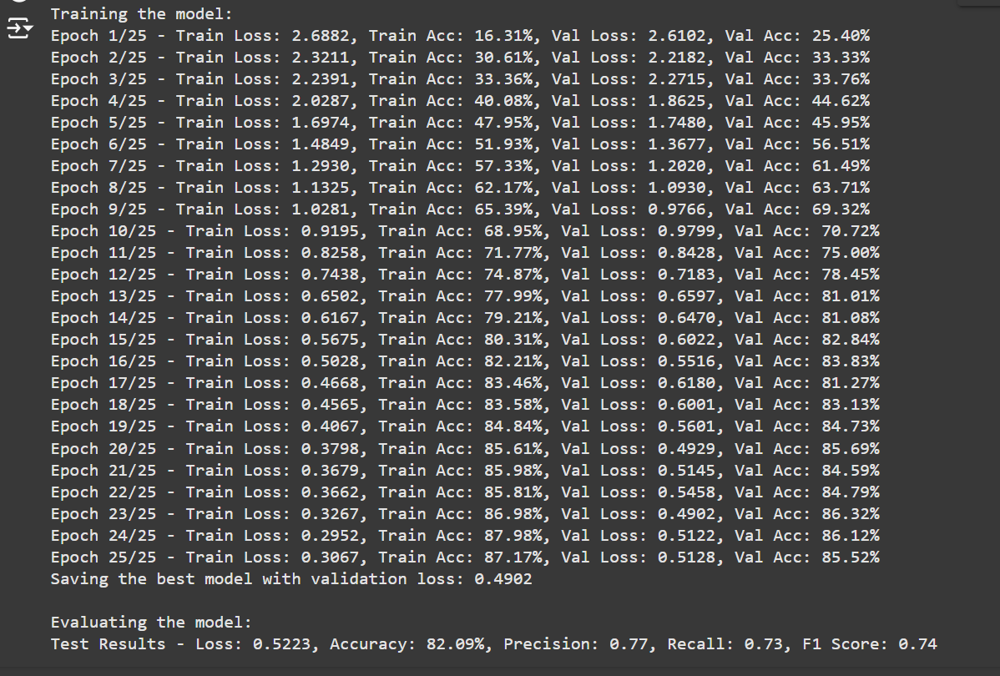 Training the model:
Epoch 1/25 - Train Loss: 2.6882, Train Acc: 16.31%, Val Loss: 2.6102, Val Acc: 25.40%
Epoch 2/25 - Train Loss: 2.3211, Train Acc: 30.61%, Val Loss: 2.2182, Val Acc: 33.33%
Epoch 3/25 - Train Loss: 2.2391, Train Acc: 33.36%, Val Loss: 2.2715, Val Acc: 33.76%
Epoch 4/25 - Train Loss: 2.0287, Train Acc: 40.08%, Val Loss: 1.8625, Val Acc: 44.62%
Epoch 5/25 - Train Loss: 1.6974, Train Acc: 47.95%, Val Loss: 1.7480, Val Acc: 45.95%
Epoch 6/25 - Train Loss: 1.4849, Train Acc: 51.93%, Val Loss: 1.3677, Val Acc: 56.51%
Epoch 7/25 - Train Loss: 1.2930, Train Acc: 57.33%, Val Loss: 1.2020, Val Acc: 61.49%
Epoch 8/25 - Train Loss: 1.1325, Train Acc: 62.17%, Val Loss: 1.0930, Val Acc: 63.71%
Epoch 9/25 - Train Loss: 1.0281, Train Acc: 65.39%, Val Loss: 0.9766, Val Acc: 69.32%
Epoch 10/25 - Train Loss: 0.9195, Train Acc: 68.95%, Val Loss: 0.9799, Val Acc: 70.72%
Epoch 11/25 - Train Loss: 0.8258, Train Acc: 71.77%, Val Loss: 0.8428, Val Acc: 75.00%
Epoch 12/25 - Train Loss: 0.7438, Train Acc: 74.87%, Val Loss: 0.7183, Val Acc: 78.45%
Epoch 13/25 - Train Loss: 0.6502, Train Acc: 77.99%, Val Loss: 0.6597, Val Acc: 81.01%
Epoch 14/25 - Train Loss: 0.6167, Train Acc: 79.21%, Val Loss: 0.6470, Val Acc: 81.08%
Epoch 15/25 - Train Loss: 0.5675, Train Acc: 80.31%, Val Loss: 0.6022, Val Acc: 82.84%
Epoch 16/25 - Train Loss: 0.5028, Train Acc: 82.21%, Val Loss: 0.5516, Val Acc: 83.83%
Epoch 17/25 - Train Loss: 0.4668, Train Acc: 83.46%, Val Loss: 0.6180, Val Acc: 81.27%
Epoch 18/25 - Train Loss: 0.4565, Train Acc: 83.58%, Val Loss: 0.6001, Val Acc: 83.13%
Epoch 19/25 - Train Loss: 0.4067, Train Acc: 84.84%, Val Loss: 0.5601, Val Acc: 84.73%
Epoch 20/25 - Train Loss: 0.3798, Train Acc: 85.61%, Val Loss: 0.4929, Val Acc: 85.69%
Epoch 21/25 - Train Loss: 0.3679, Train Acc: 85.98%, Val Loss: 0.5145, Val Acc: 84.59%
Epoch 22/25 - Train Loss: 0.3662, Train Acc: 85.81%, Val Loss: 0.5458, Val Acc: 84.79%
Epoch 23/25 - Train Loss: 0.3267, Train Acc: 86.98%, Val Loss: 0.4902, Val Acc: 86.32%
Epoch 24/25 - Train Loss: 0.2952, Train Acc: 87.98%, Val Loss: 0.5122, Val Acc: 86.12%
Epoch 25/25 - Train Loss: 0.3067, Train Acc: 87.17%, Val Loss: 0.5128, Val Acc: 85.52%
Saving the best model with validation loss: 0.4902
Evaluating the model:
Test Results - Loss: 0.5223, Accuracy: 82.09%, Precision: 0.77, Recall: 0.73, F1 Score: 0.74